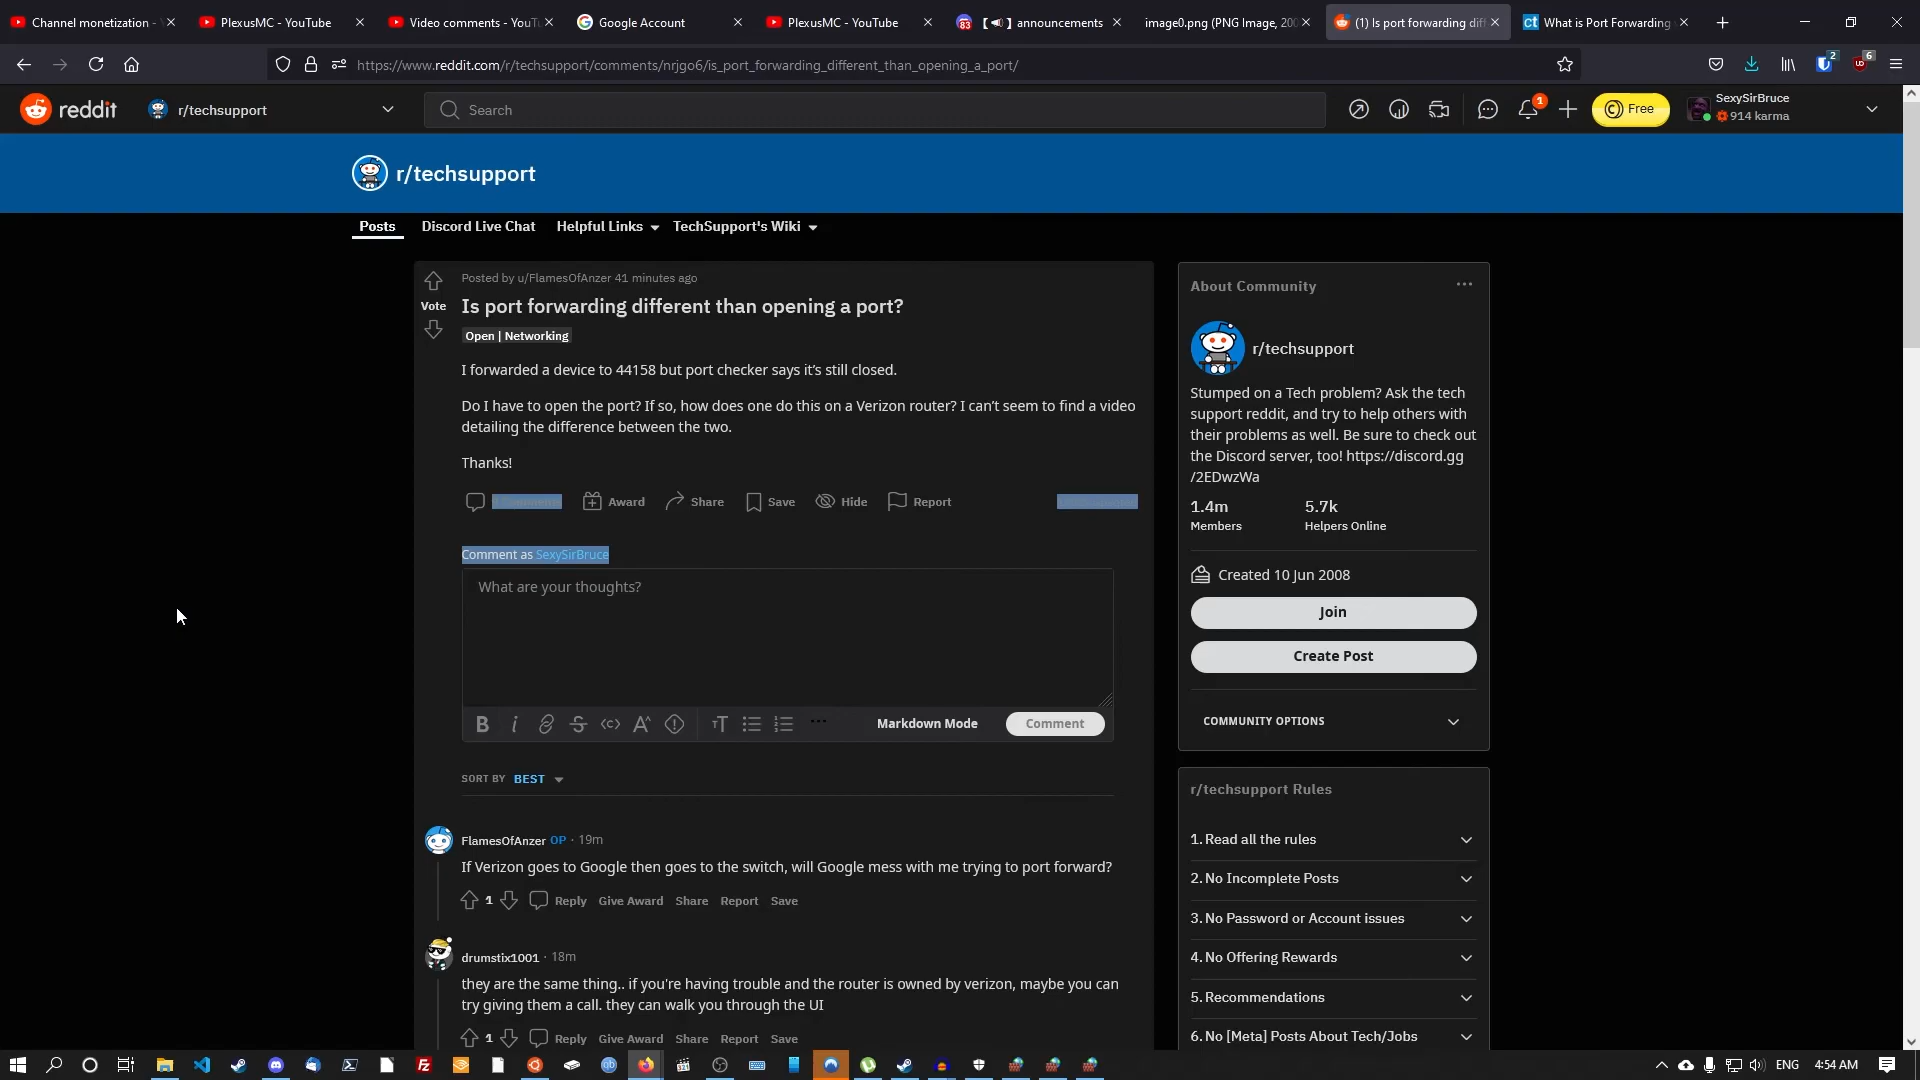 Channel monetization -
PlexusMC - YouTube
Video comments - YouTu
Google Account
PlexusMC - YouTube
83
announcements
image0.png (PNG Image, 200
(1) Is port forwarding diff
Ct What is Port Forwarding
https://www.reddit.com/r/techsupport/comments/nrjgo6/is_port_forwarding_different_than_opening_a_port/
2
6
reddit
r/techsupport
Search
1
Free
SexySirBruce
914 karma
r/techsupport
Posts
Discord Live Chat
Helpful Links
TechSupport's Wiki
Posted by u/FlamesOfAnzer 41 minutes ago
Vote
Is port forwarding different than opening a port?
Open | Networking
I forwarded a device to 44158 but port checker says it's still closed.
Do I have to open the port? If so, how does one do this on a Verizon router? I can't seem to find a video
detailing the difference between the two.
Thanks!
Award
Share
Save
Hide
Report
Comment as SexySirBruce
What are your thoughts?
Markdown Mode
Comment
SORT BY BEST
FlamesOfAnzer OP · 19m
If Verizon goes to Google then goes to the switch, will Google mess with me trying to port forward?
1
Reply
Give Award
Share
Report
Save
drumstix1001 · 18m
they are the same thing.. if you're having trouble and the router is owned by verizon, maybe you can
try giving them a call. they can walk you through the UI
1
Reply
Give Award
Share
Report
Save
About Community
r/techsupport
Stumped on a Tech problem? Ask the tech
support reddit, and try to help others with
their problems as well. Be sure to check out
the Discord server, too! https://discord.gg
/2EDwzWa
1.4m
5.7k
Members
Helpers Online
Created 10 Jun 2008
Join
Create Post
COMMUNITY OPTIONS
r/techsupport Rules
1. Read all the rules
2. No Incomplete Posts
3. No Password or Account issues
4. No Offering Rewards
5. Recommendations
6. No [Meta] Posts About Tech/Jobs
ENG
4:54 AM